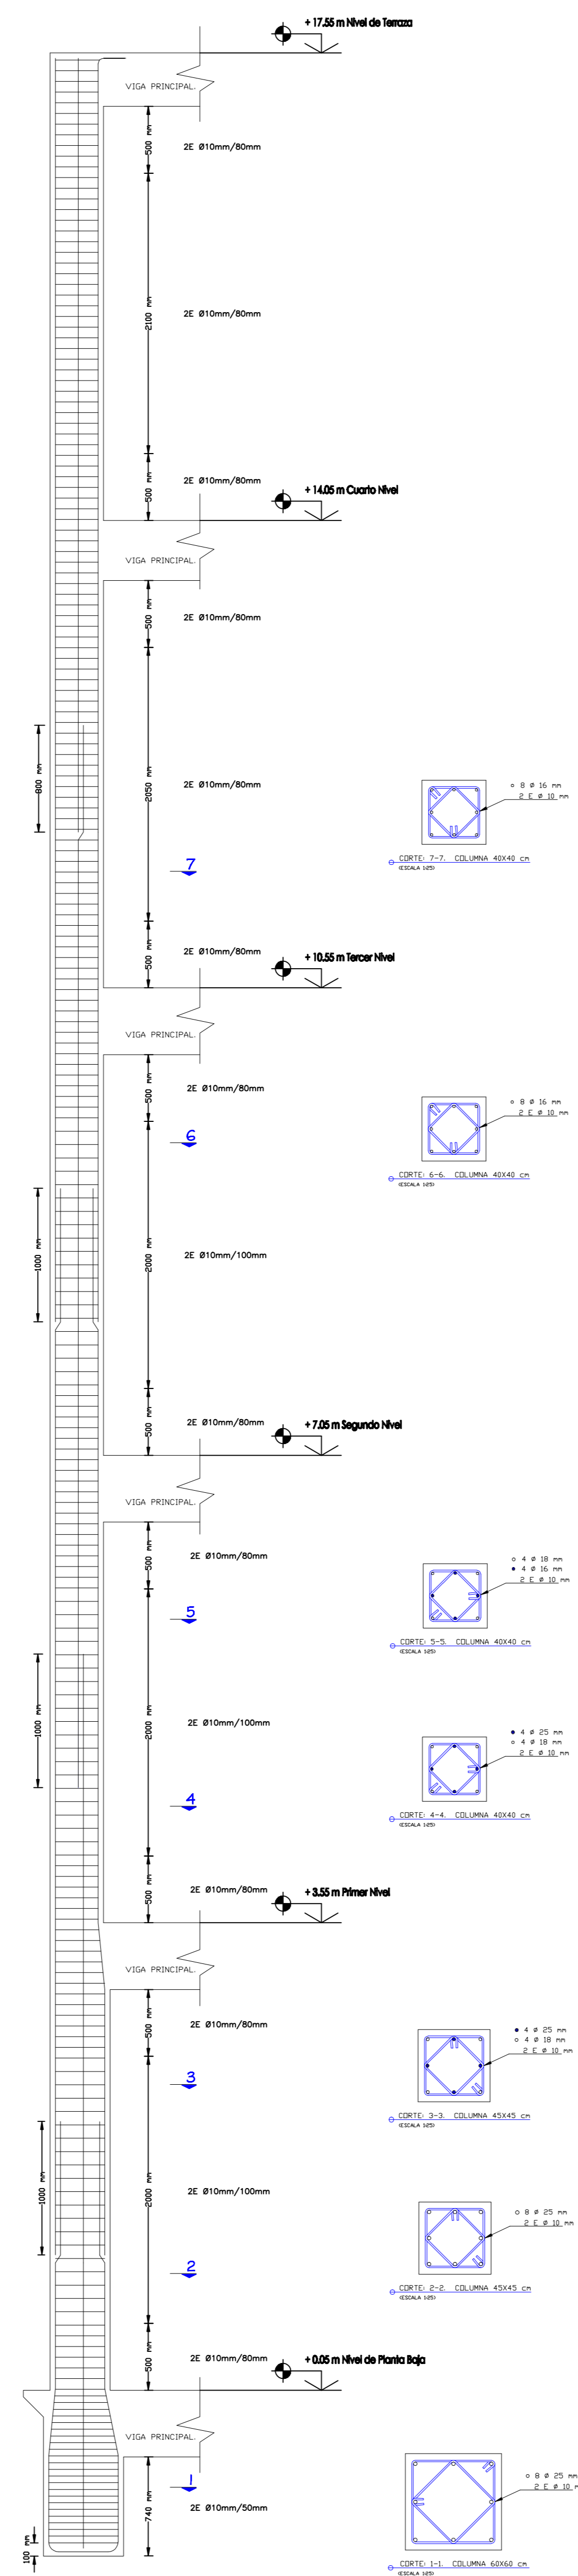 + 17.55 m Nivel de Terraza
VIGA PRINCIPAL.
500 mm
2E Ø10mm/80mm
2100 mm
2E Ø10mm/80mm
500 mm
2E Ø10mm/80mm
+ 14.05 m Cuarto Nivel
VIGA PRINCIPAL.
500 mm
2E Ø10mm/80mm
800 mm
2050 mm
2E Ø10mm/80mm
8 Ø 16 mm
2 E Ø 10 mm
CORTE: 7-7. COLUMNA 40X40 cm
(ESCALA 1:25)
7
500 mm
2E Ø10mm/80mm
+ 10.55 m Tercer Nivel
VIGA PRINCIPAL.
500 mm
2E Ø10mm/80mm
8 Ø 16 mm
2 E Ø 10 mm
6
CORTE: 6-6. COLUMNA 40X40 cm
(ESCALA 1:25)
1000 mm
2000 mm
2E Ø10mm/100mm
500 mm
2E Ø10mm/80mm
+ 7.05 m Segundo Nivel
VIGA PRINCIPAL.
500 mm
2E Ø10mm/80mm
4 Ø 18 mm
4 Ø 16 mm
2 E Ø 10 mm
5
CORTE: 5-5. COLUMNA 40X40 cm
(ESCALA 1:25)
1000 mm
2000 mm
2E Ø10mm/100mm
4 Ø 25 mm
4 Ø 18 mm
2 E Ø 10 mm
4
CORTE: 4-4. COLUMNA 40X40 cm
(ESCALA 1:25)
500 mm
2E Ø10mm/80mm
+ 3.55 m Primer Nivel
VIGA PRINCIPAL.
500 mm
2E Ø10mm/80mm
4 Ø 25 mm
4 Ø 18 mm
2 E Ø 10 mm
3
CORTE: 3-3. COLUMNA 45X45 cm
(ESCALA 1:25)
1000 mm
2000 mm
2E Ø10mm/100mm
8 Ø 25 mm
2 E Ø 10 mm
2
CORTE: 2-2. COLUMNA 45X45 cm
(ESCALA 1:25)
500 mm
2E Ø10mm/80mm
+ 0.05 m Nivel de Planta Baja
VIGA PRINCIPAL.
1
740 mm
2E Ø10mm/50mm
8 Ø 25 mm
2 E Ø 10
100 mm
CORTE: 1-1. COLUMNA 60X60 cm
(ESCALA 1:25)